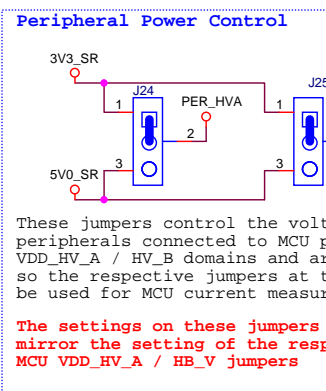 Peripheral Power Control
3V3_SR
J24
J25
PER_HVA
1
1
2
3
3
5V0_SR
These jumpers control the volt
peripherals connected to MCU p
VDD_HV_A / HV_B domains and ar
so the respective jumpers at t
be used for MCU current measur
The settings on these jumpers
mirror the setting of the resp
MCU VDD_HV_A / HB_V jumpers